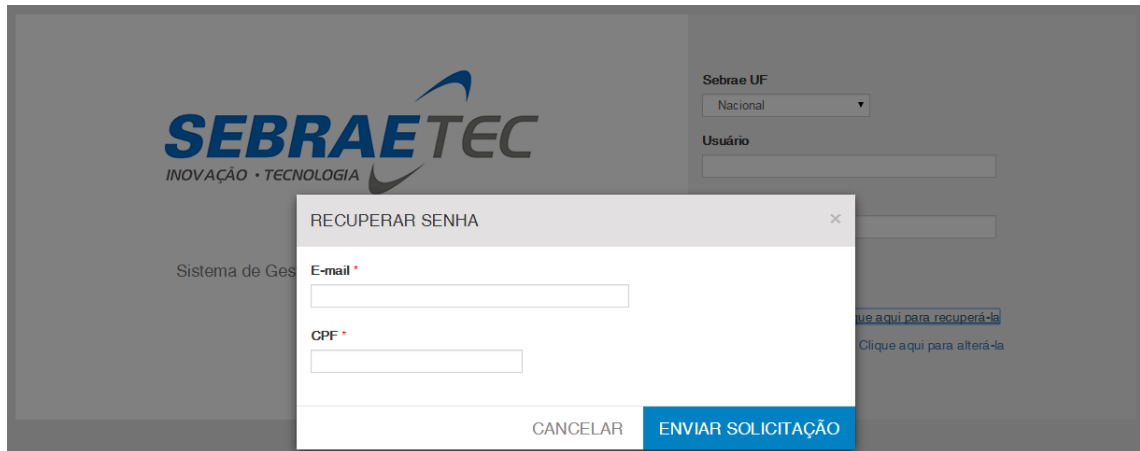 Sebrae UF
Nacional
Usuário
SEBRAETEC
INOVAÇÃO · TECNOLOGIA
Sistema de Ges
que aqui para recuperá-la
Clique aqui para alterá-la
RECUPERAR SENHA ×
E-mail *
CPF *
CANCELAR ENVIAR SOLICITAÇÃO